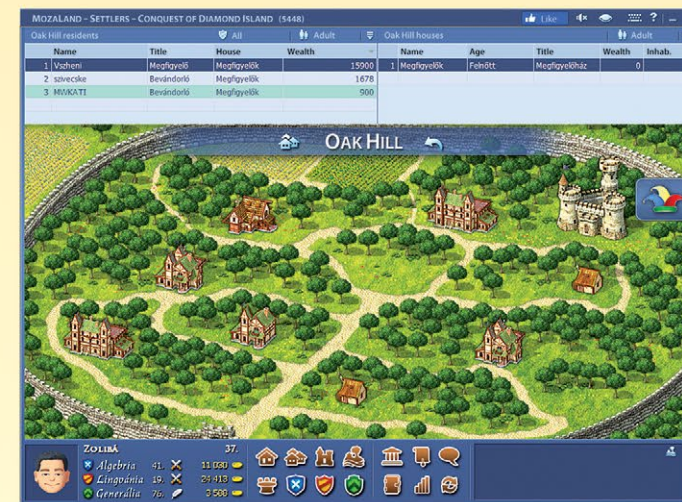 MOZALAND - SETTLERS - CONQUEST OF DIAMOND ISLAND (5448) Like ?
Oak Hill residents All Adult Oak Hill houses Adult
Name Title House Wealth Name Age Title Wealth Inhab.
1 Vszheni Megfigyelő Megfigyelők 15900 1 Megfigyelők Felnőtt Megfigyelőház 0
2 szivecske Bevándorló Megfigyelők 1678
3 MWKATI Bevándorló Megfigyelők 900
OAK HILL
ZOLIBÁ 37.
Algebria 41. 11 030
Lingvánia 19. 24 413
Generália 76. 3 500